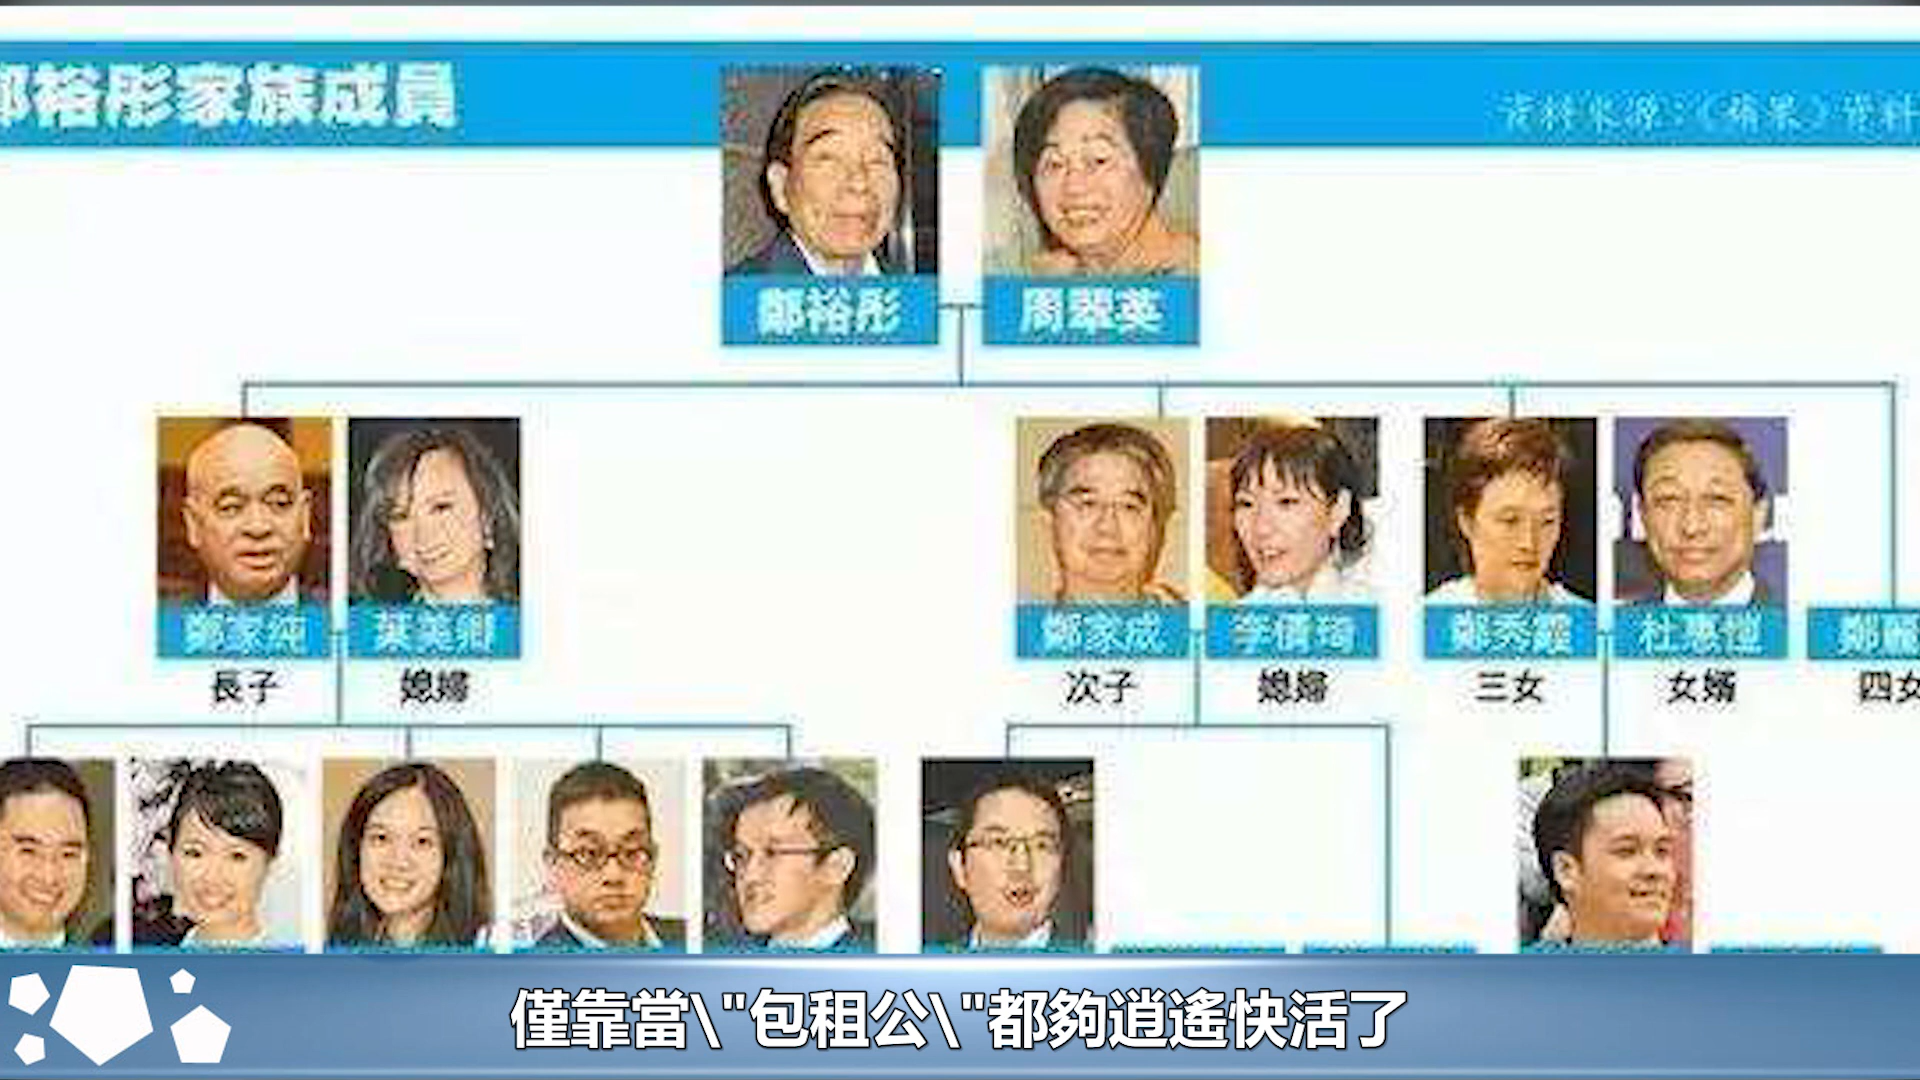 鄭裕彤家族成員
資料來源：《蘋果》資料
鄭裕彤
周翠英
鄭家純
葉美卿
鄭家成
李倩琦
鄭秀鑾
杜惠愷
鄭麗
長子
媳婦
次子
媳婦
三女
女婿
四女
僅靠當\"包租公\"都夠逍遙快活了